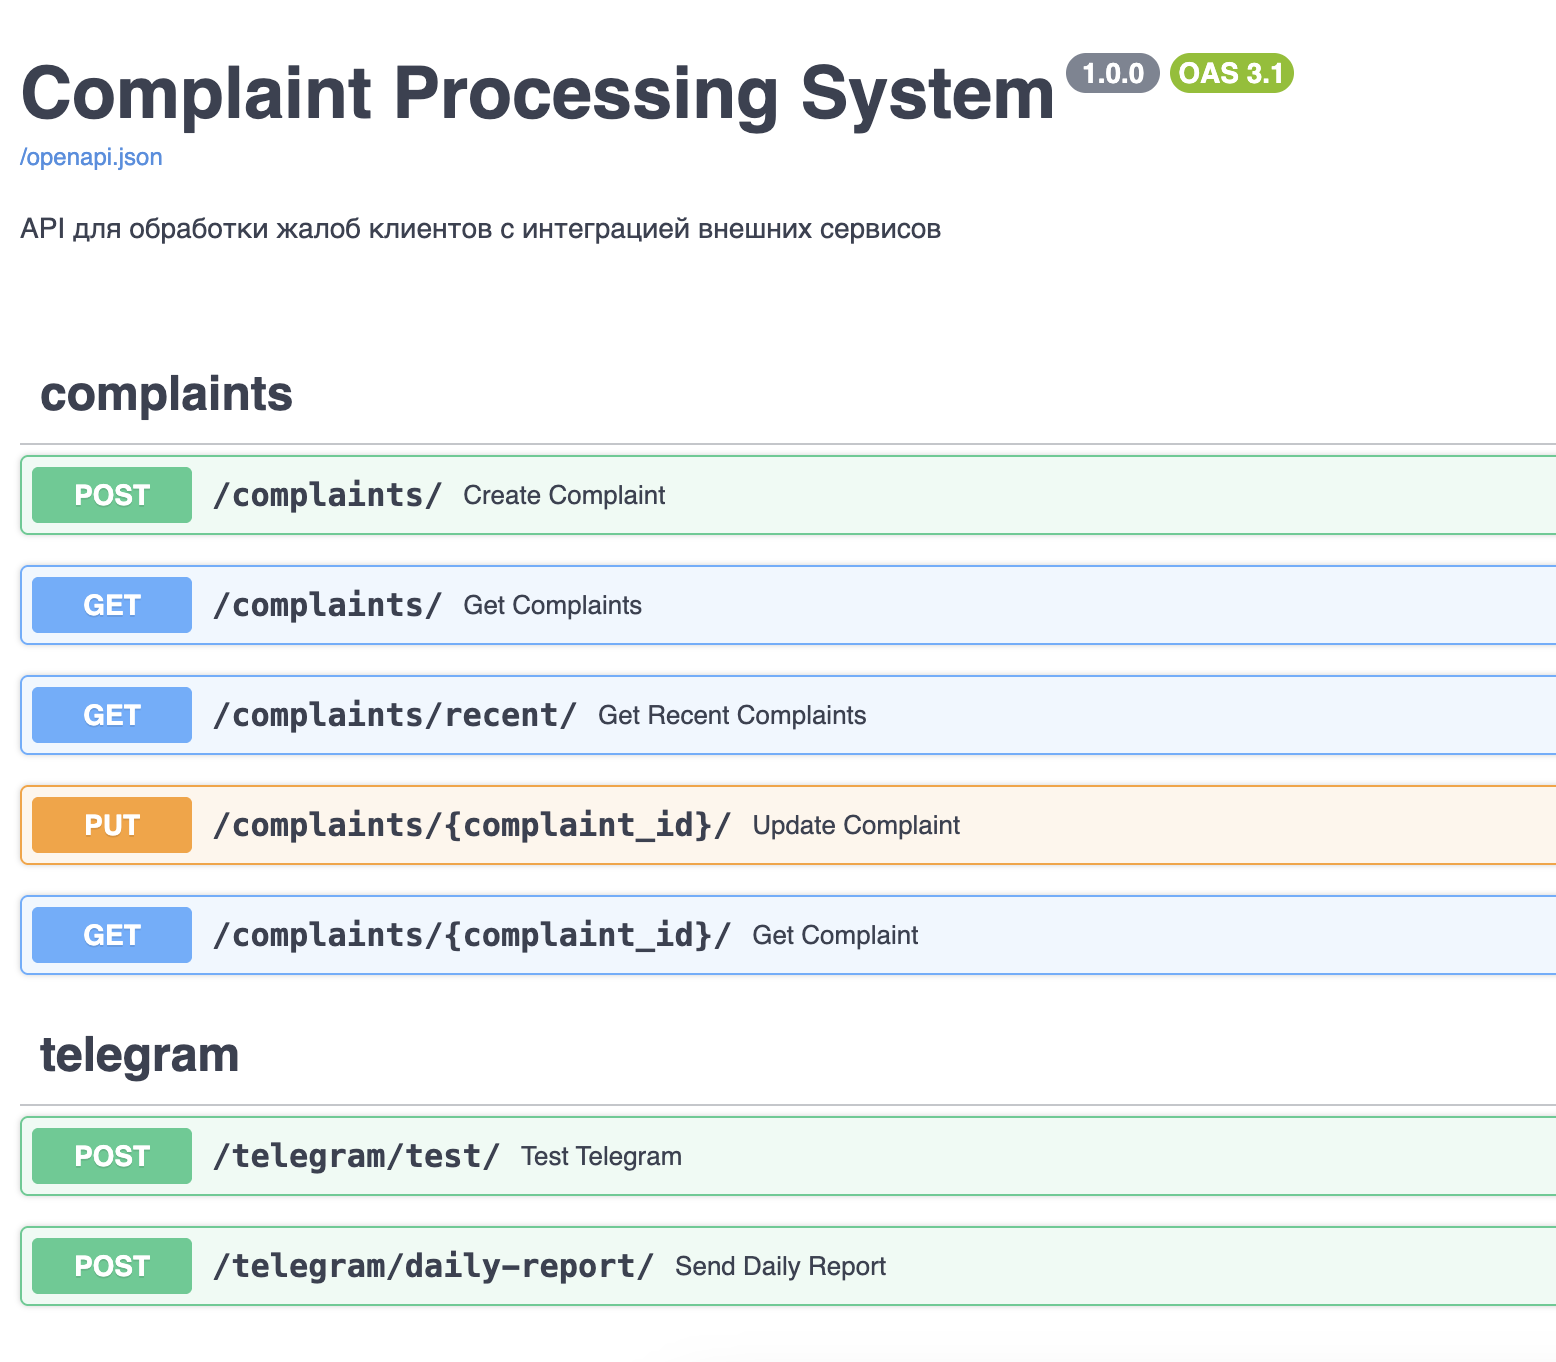 Complaint Processing System 1.0.0 OAS 3.1
/openapi.json
API для обработки жалоб клиентов с интеграцией внешних сервисов
complaints
POST /complaints/ Create Complaint
GET /complaints/ Get Complaints
GET /complaints/recent/ Get Recent Complaints
PUT /complaints/{complaint_id}/ Update Complaint
GET /complaints/{complaint_id}/ Get Complaint
telegram
POST /telegram/test/ Test Telegram
POST /telegram/daily-report/ Send Daily Report